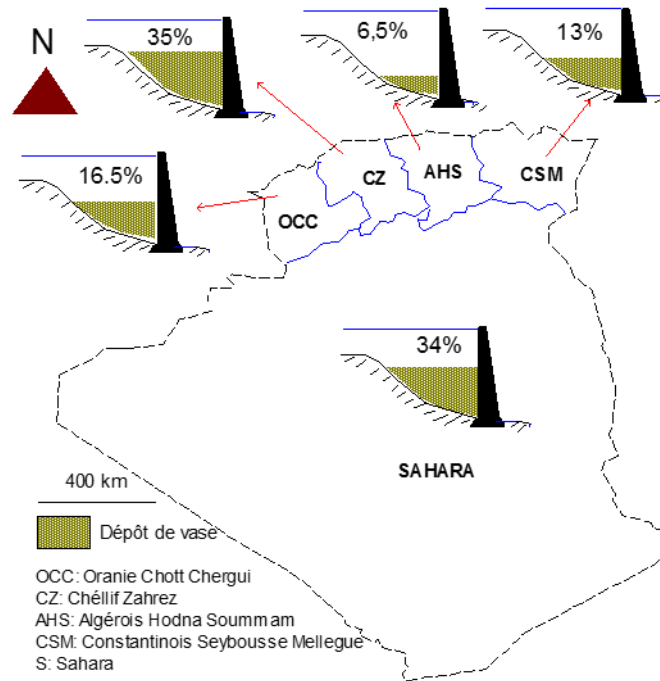 N
35%
6,5%
13%
16.5%
OCC
CZ
AHS
CSM
34%
SAHARA
400 km
Dépôt de vase
OCC: Oranie Chott Chergui
CZ: Chéllif Zahrez
AHS: Algérois Hodna Soummam
CSM: Constantinois Seybousse Mellegue
S: Sahara